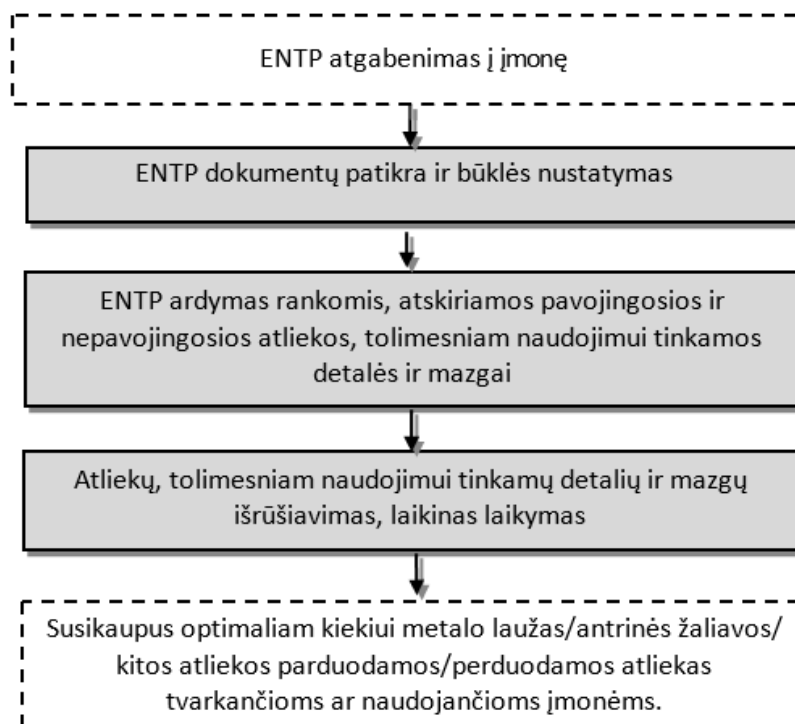 ENTP atgabenimas į įmonę
ENTP dokumentų patikra ir būklės nustatymas
ENTP ardymas rankomis, atskiriamos pavojingosios ir
nepavojingosios atliekos, tolimesniam naudojimui tinkamos
detalės ir mazgai
Atliekų, tolimesniam naudojimui tinkamų detalių ir mazgų
išrūšiavimas, laikinas laikymas
Susikaupus optimaliam kiekiui metalo laužas/antrinės žaliavos/
kitos atliekos parduodamos/perduodamos atliekas
tvarkančioms ar naudojančioms įmonėms.